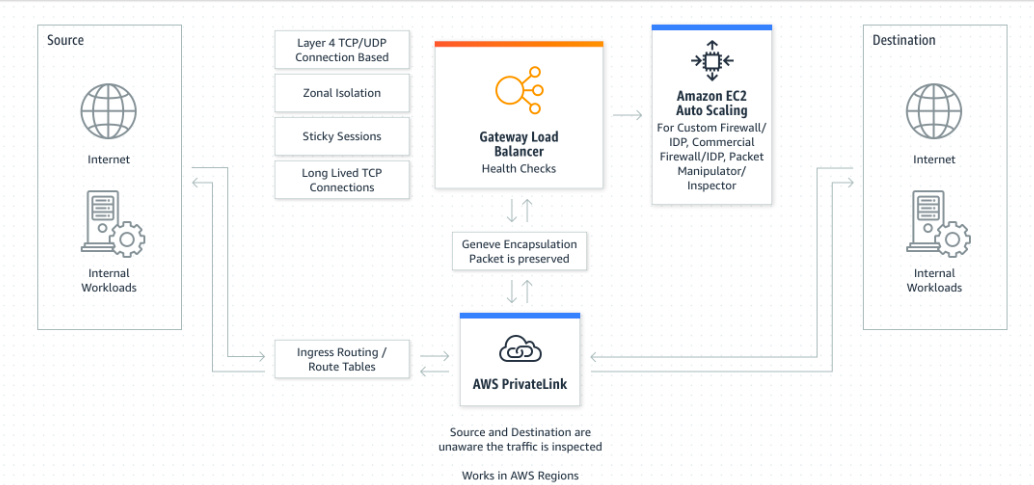 Source
Internet
Internal
Workloads
Layer 4 TCP/UDP
Connection Based
Zonal Isolation
Sticky Sessions
Long Lived TCP
Connections
Gateway Load
Balancer
Health Checks
Amazon EC2
Auto Scaling
For Custom Firewall/
IDP, Commercial
Firewall/IDP, Packet
Manipulator/
Inspector
Destination
Internet
Internal
Workloads
Geneve Encapsulation
Packet is preserved
Ingress Routing /
Route Tables
AWS PrivateLink
Source and Destination are
unaware the traffic is inspected
Works in AWS Regions